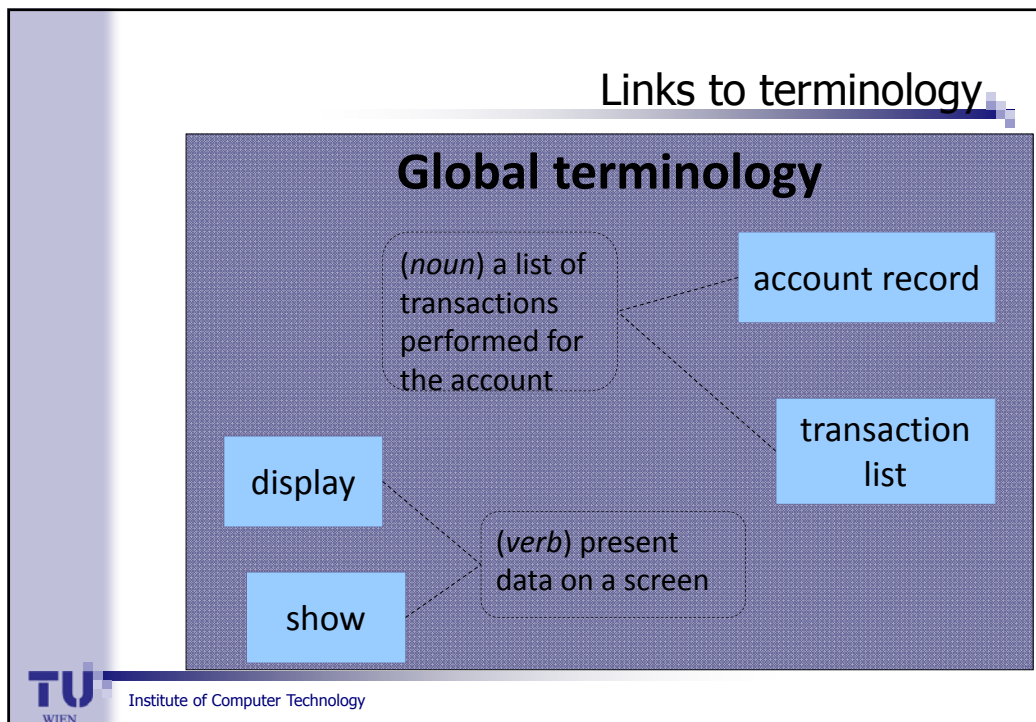 Links to terminology
Global terminology
(noun) a list of
transactions
performed for
the account
account record
transaction
list
display
(verb) present
data on a screen
show
TU
WIEN
Institute of Computer Technology